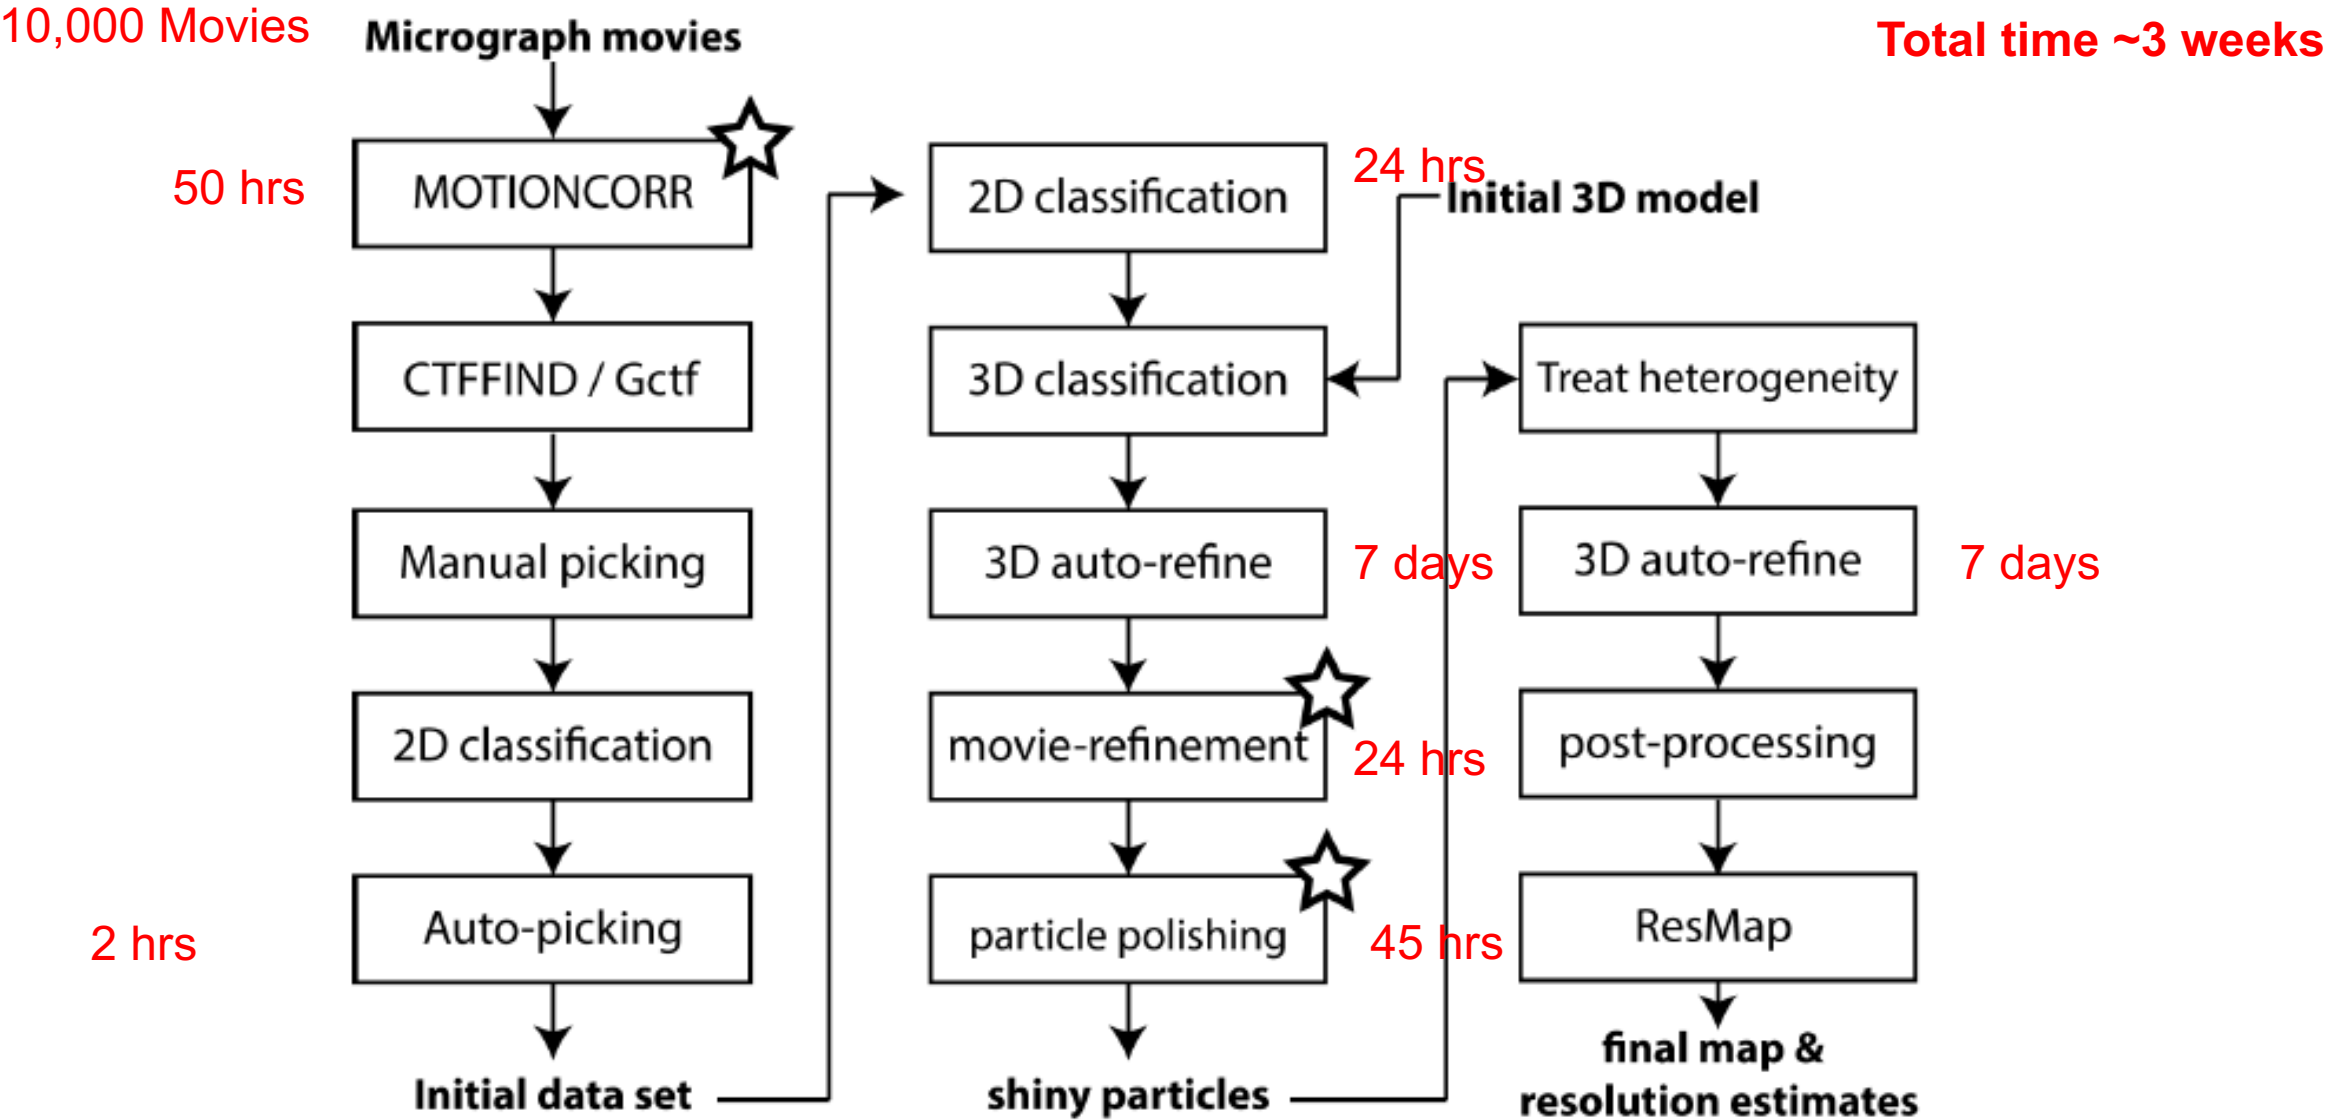 10,000 Movies
Micrograph movies
Total time ~3 weeks
50 hrs
MOTIONCORR
CTFFIND / Gctf
Manual picking
2D classification
2 hrs
Auto-picking
Initial data set
2D classification
24 hrs
Initial 3D model
3D classification
3D auto-refine
7 days
movie-refinement
24 hrs
particle polishing
45 hrs
shiny particles
Treat heterogeneity
3D auto-refine
7 days
post-processing
ResMap
final map &
resolution estimates